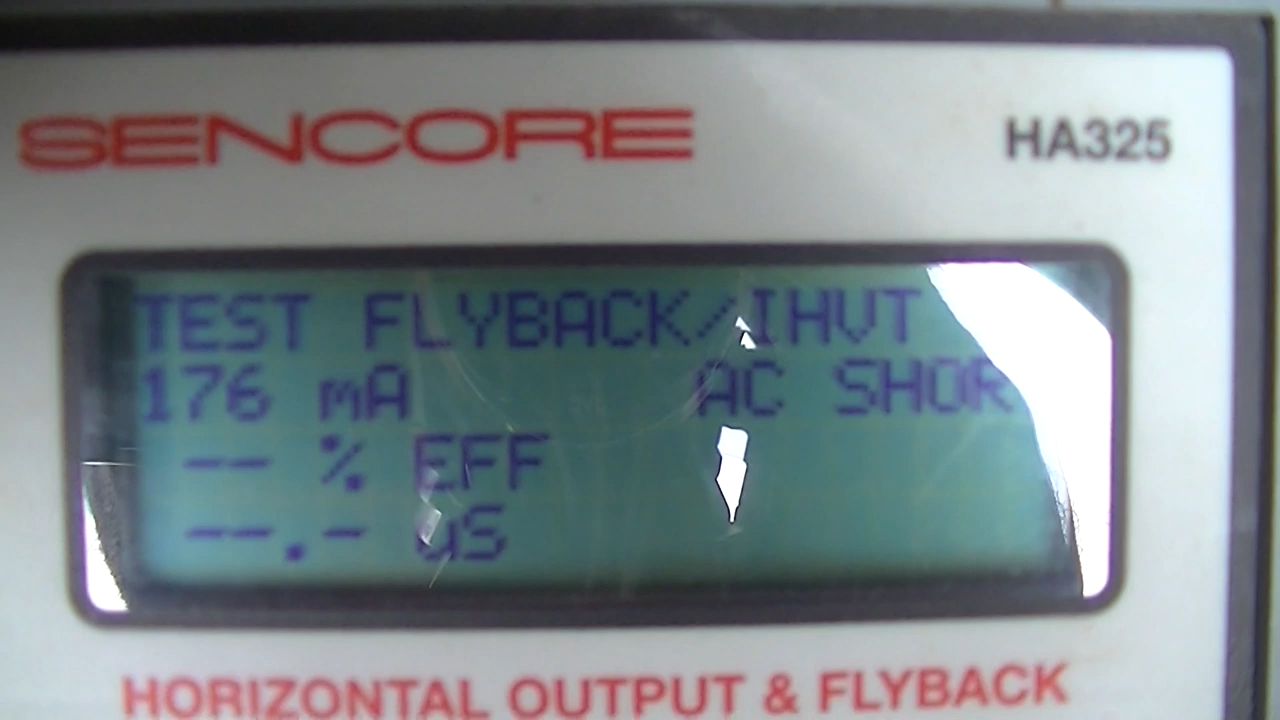 SENCORE
HA325
TEST FLYBACK/IHVT
176 mA AC SHOR
-- % EFF
--.- uS
HORIZONTAL OUTPUT & FLYBACK